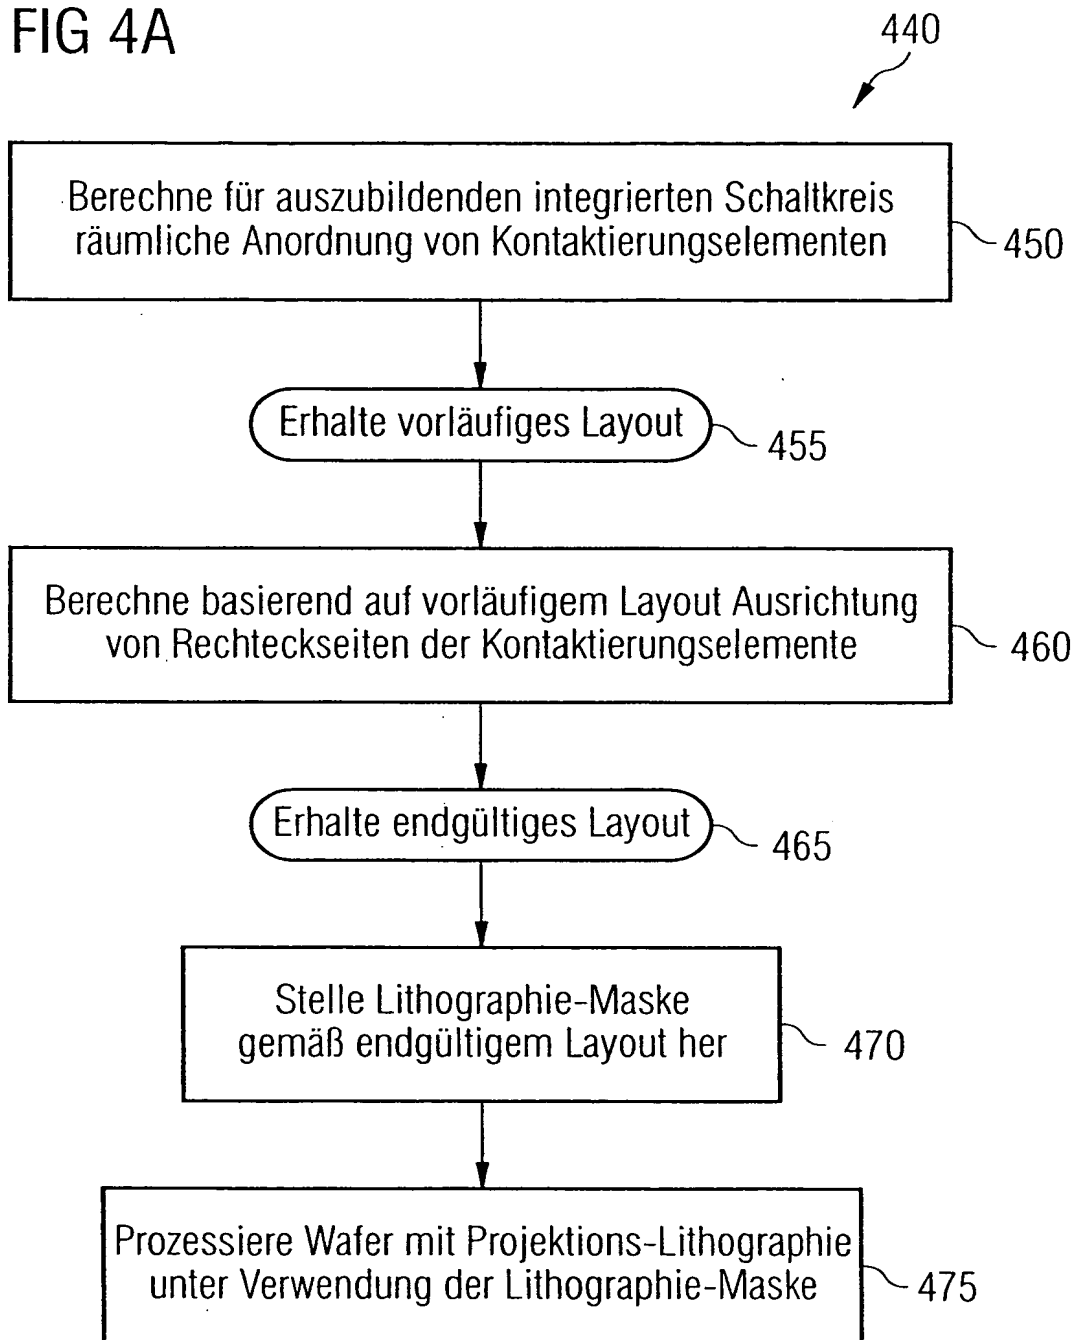 FIG 4A
440
Berechne für auszubildenden integrierten Schaltkreis
räumliche Anordnung von Kontaktierungselementen
450
Erhalte vorläufiges Layout
455
Berechne basierend auf vorläufigem Layout Ausrichtung
von Rechteckseiten der Kontaktierungselemente
460
Erhalte endgültiges Layout
465
Stelle Lithographie-Maske
gemäß endgültigem Layout her
470
Prozessiere Wafer mit Projektions-Lithographie
unter Verwendung der Lithographie-Maske
475